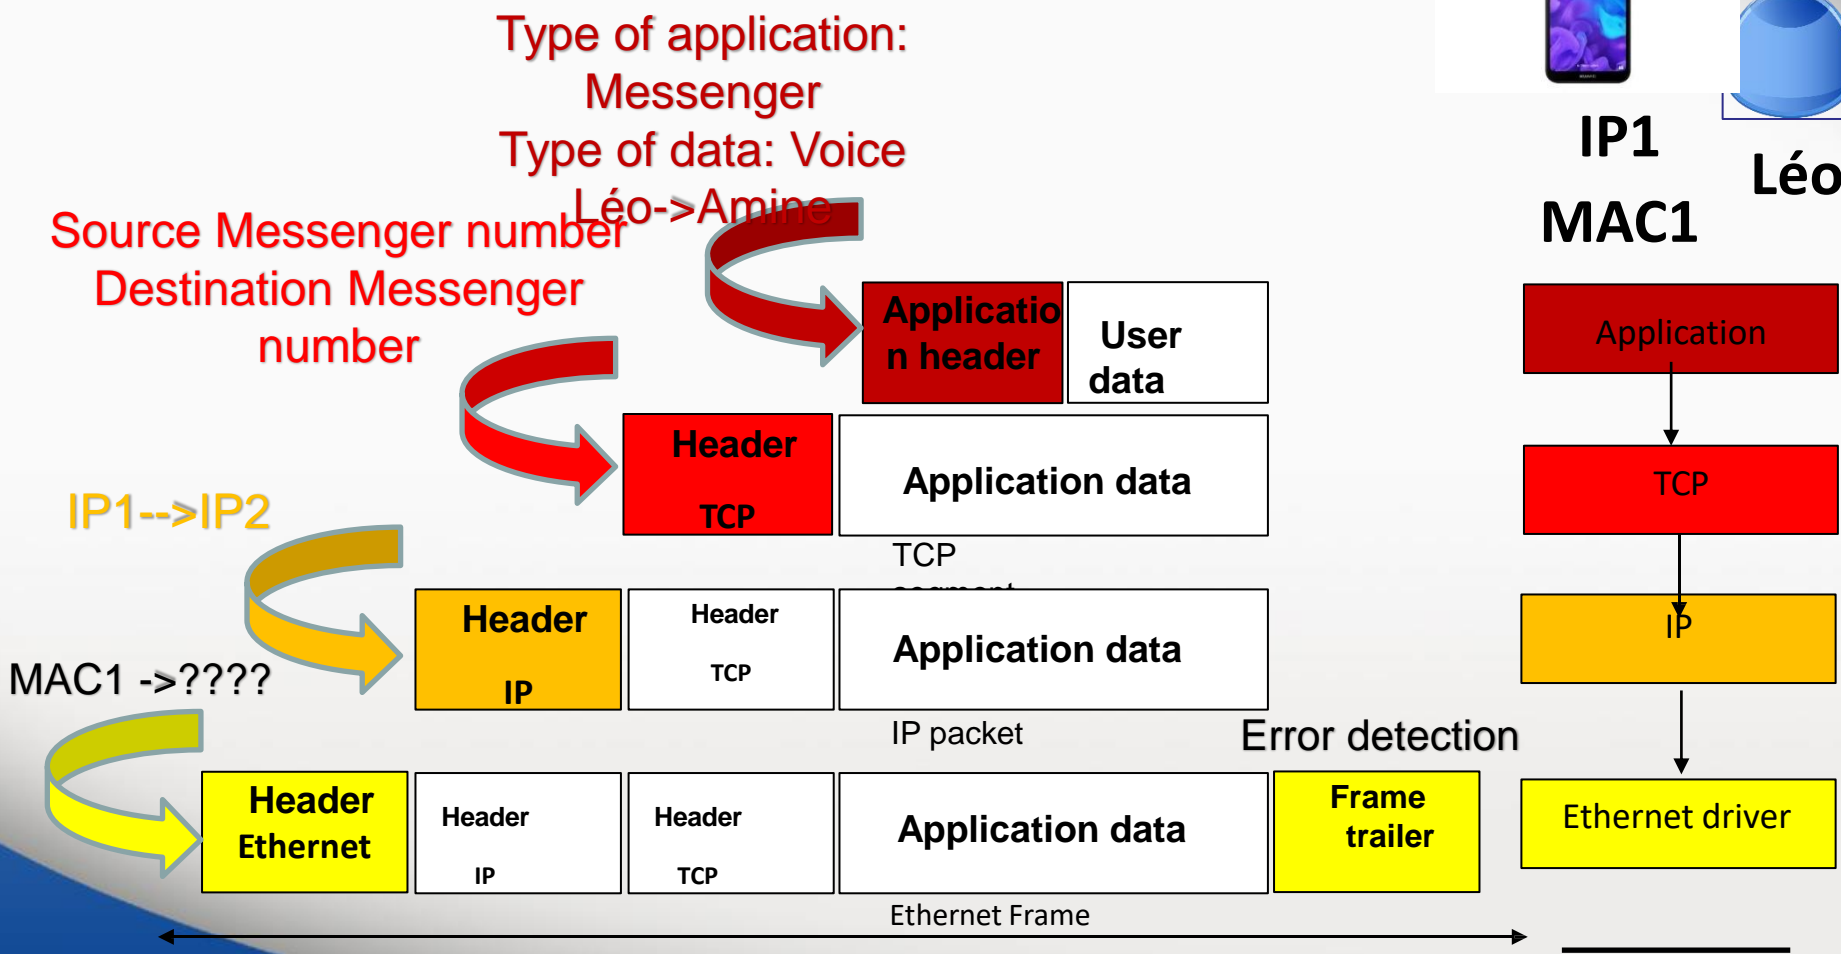 Type of application:
Messenger
Type of data: Voice
Léo->Amine
Source Messenger number
Destination Messenger
number
IP1-->IP2
MAC1 ->????
IP1
MAC1
Léo
Applicatio
n header
User
data
Header
TCP
Application data
TCP
segment
Header
IP
Header
TCP
Application data
IP packet
Error detection
Header
Ethernet
Header
IP
Header
TCP
Application data
Frame
trailer
Ethernet Frame
Application
TCP
IP
Ethernet driver